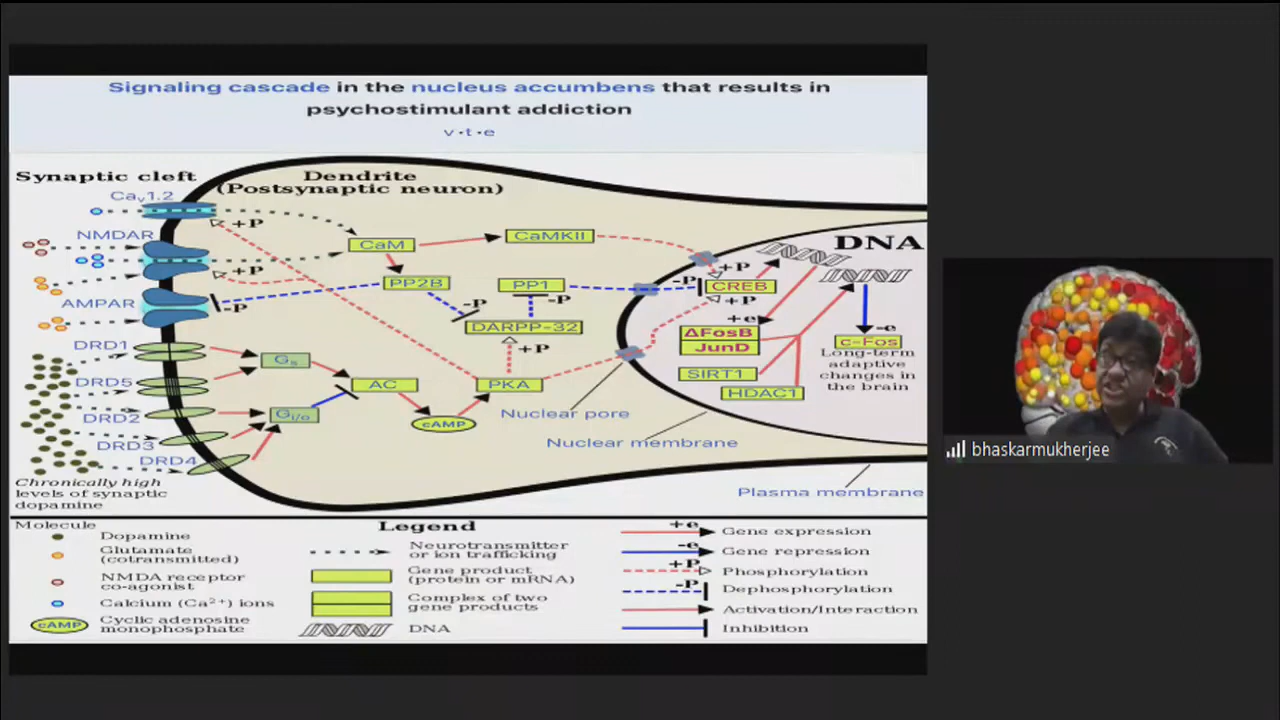 Signaling cascade in the nucleus accumbens that results in
psychostimulant addiction
v·t·e
Synaptic cleft
Dendrite
(Postsynaptic neuron)
Cav1.2
+P
NMDAR
CaM
CaMKII
DNA
+P
+P
PP2B
PP1
-P
CREB
AMPAR
-P
-P
-P
+P
DARPP-32
+e
ΔFosB
-e
DRD1
+P
JunD
c-Fos
Gs
Long-term
adaptive
changes in
the brain
SIRT1
DRD5
AC
PKA
HDAC1
DRD2
Gi/o
cAMP
Nuclear pore
DRD3
Nuclear membrane
DRD4
Chronically high
levels of synaptic
dopamine
Plasma membrane
Molecule
Dopamine
Glutamate
(cotransmitted)
NMDA receptor
co-agonist
Calcium (Ca2+) ions
cAMP
Cyclic adenosine
monophosphate
Legend
Neurotransmitter
or ion trafficking
Gene product
(protein or mRNA)
Complex of two
gene products
DNA
+e
Gene expression
-e
Gene repression
+P
Phosphorylation
-P
Dephosphorylation
Activation/Interaction
Inhibition
bhaskarmukherjee